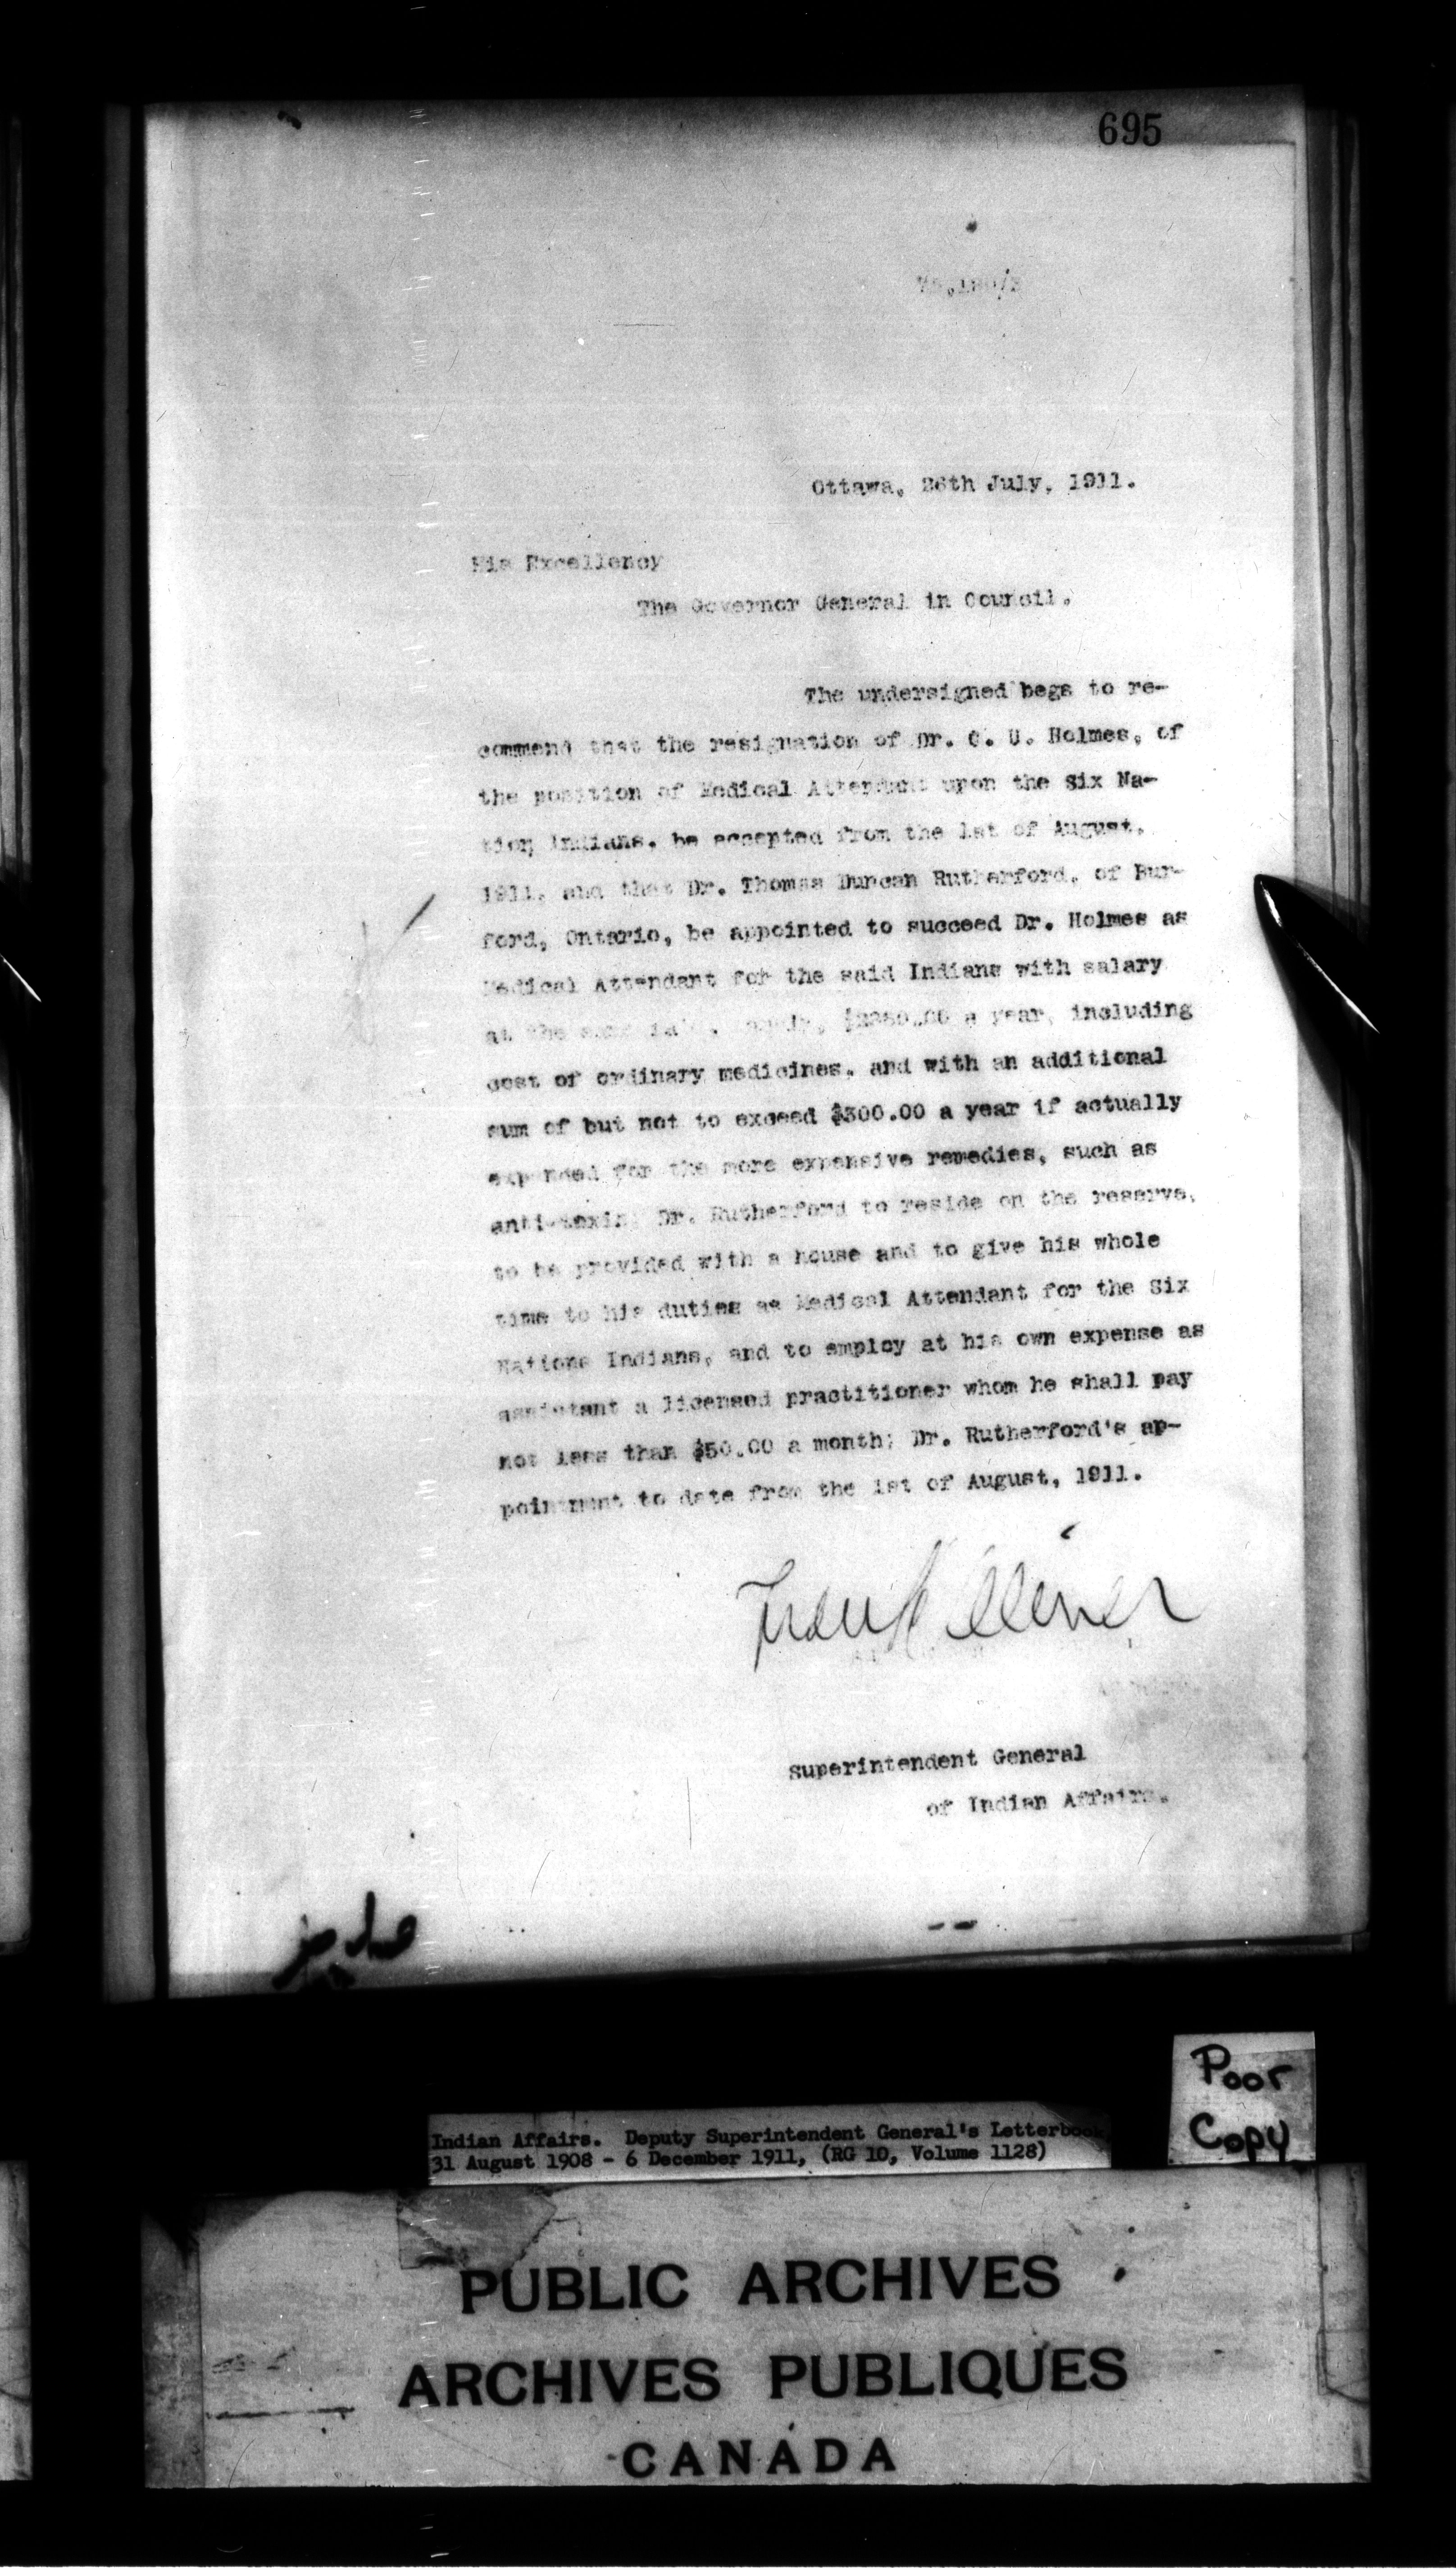 695
Ottawa, 26th July, 1911.
His Excellency
The Governor General in Council.
The undersigned begs to re-
commend that the resignation of Dr. C. U. Holmes, of
the position of Medical Attendant upon the Six Na-
tion Indians, be accepted from the 1st of August,
1911, and that Dr. Thomas Duncan Rutherford, of Bur-
ford, Ontario, be appointed to succeed Dr. Holmes as
Medical Attendant for the said Indians with salary
at the a year, including
cost of ordinary medicines, and with an additional
sum of but not to exceed $300.00 a year if actually
expended for the more expensive remedies, such as
anti-toxin; Dr. Rutherford to reside on the reserve,
to be provided with a house and to give his whole
time to his duties as Medical Attendant for the Six
Nations Indians, and to employ at his own expense as
assistant a licensed practitioner whom he shall pay
not less than $50.00 a month; Dr. Rutherford's ap-
pointment to date from the 1st of August, 1911.
Frank Oliver
Superintendent General
of Indian Affairs.
Poor
Copy
Indian Affairs. Deputy Superintendent General's Letterbook,
31 August 1908 - 6 December 1911, (RG 10, Volume 1128)
PUBLIC ARCHIVES
ARCHIVES PUBLIQUES
CANADA